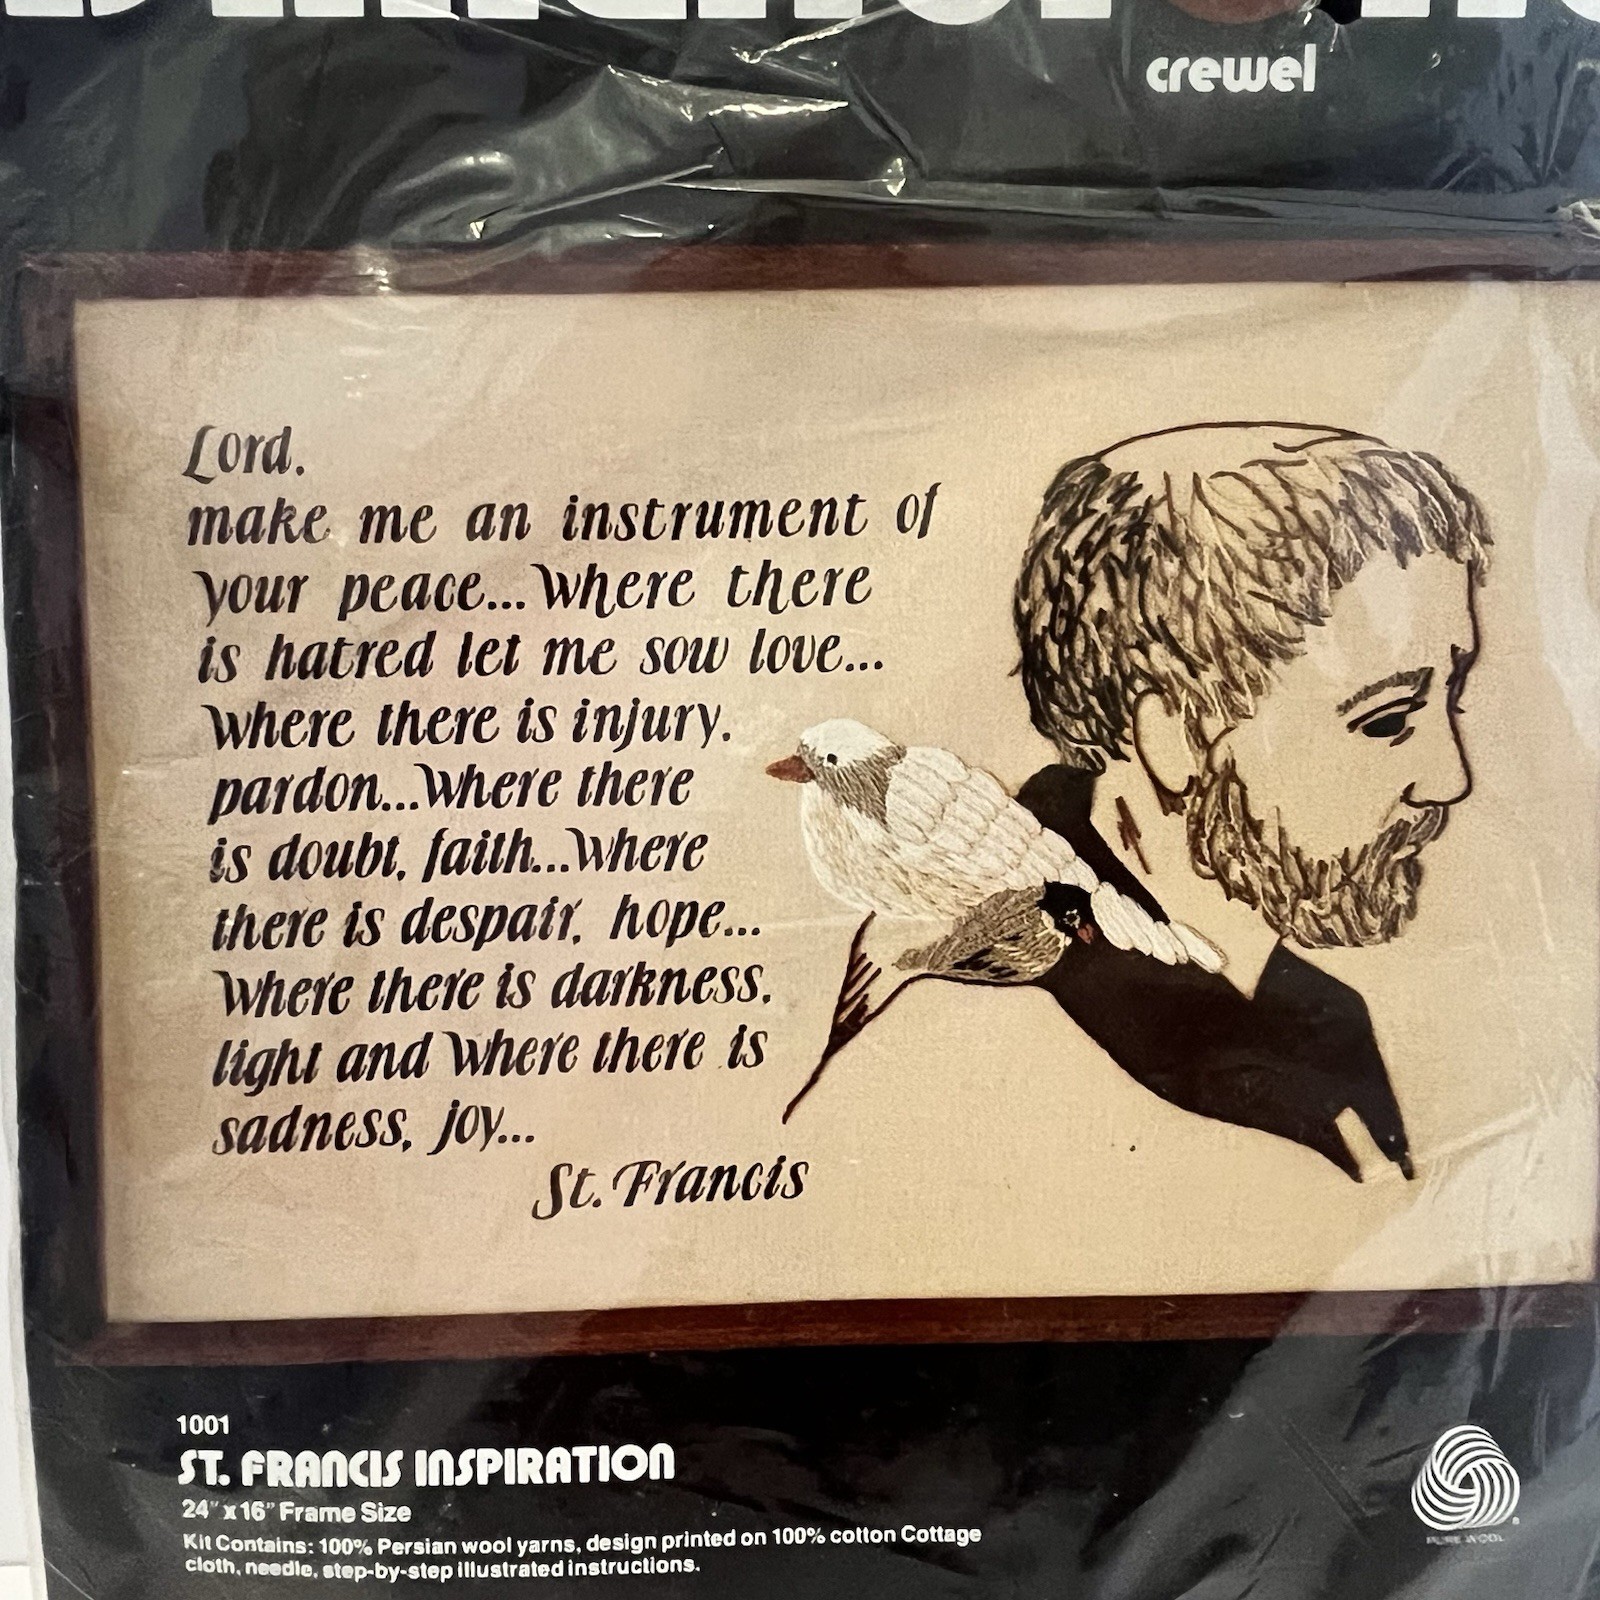 crewel
Lord.
make me an instrument of
your peace...Where there
is hatred let me sow love...
Where there is injury.
pardon...Where there
is doubt, faith...Where
there is despair, hope...
Where there is darkness,
light and Where there is
sadness, joy...
St. Francis
1001
ST. FRANCIS INSPIRATION
24" x 16" Frame Size
Kit Contains: 100% Persian wool yarns, design printed on 100% cotton Cottage
cloth, needle, step-by-step illustrated instructions.
PURE WOOL